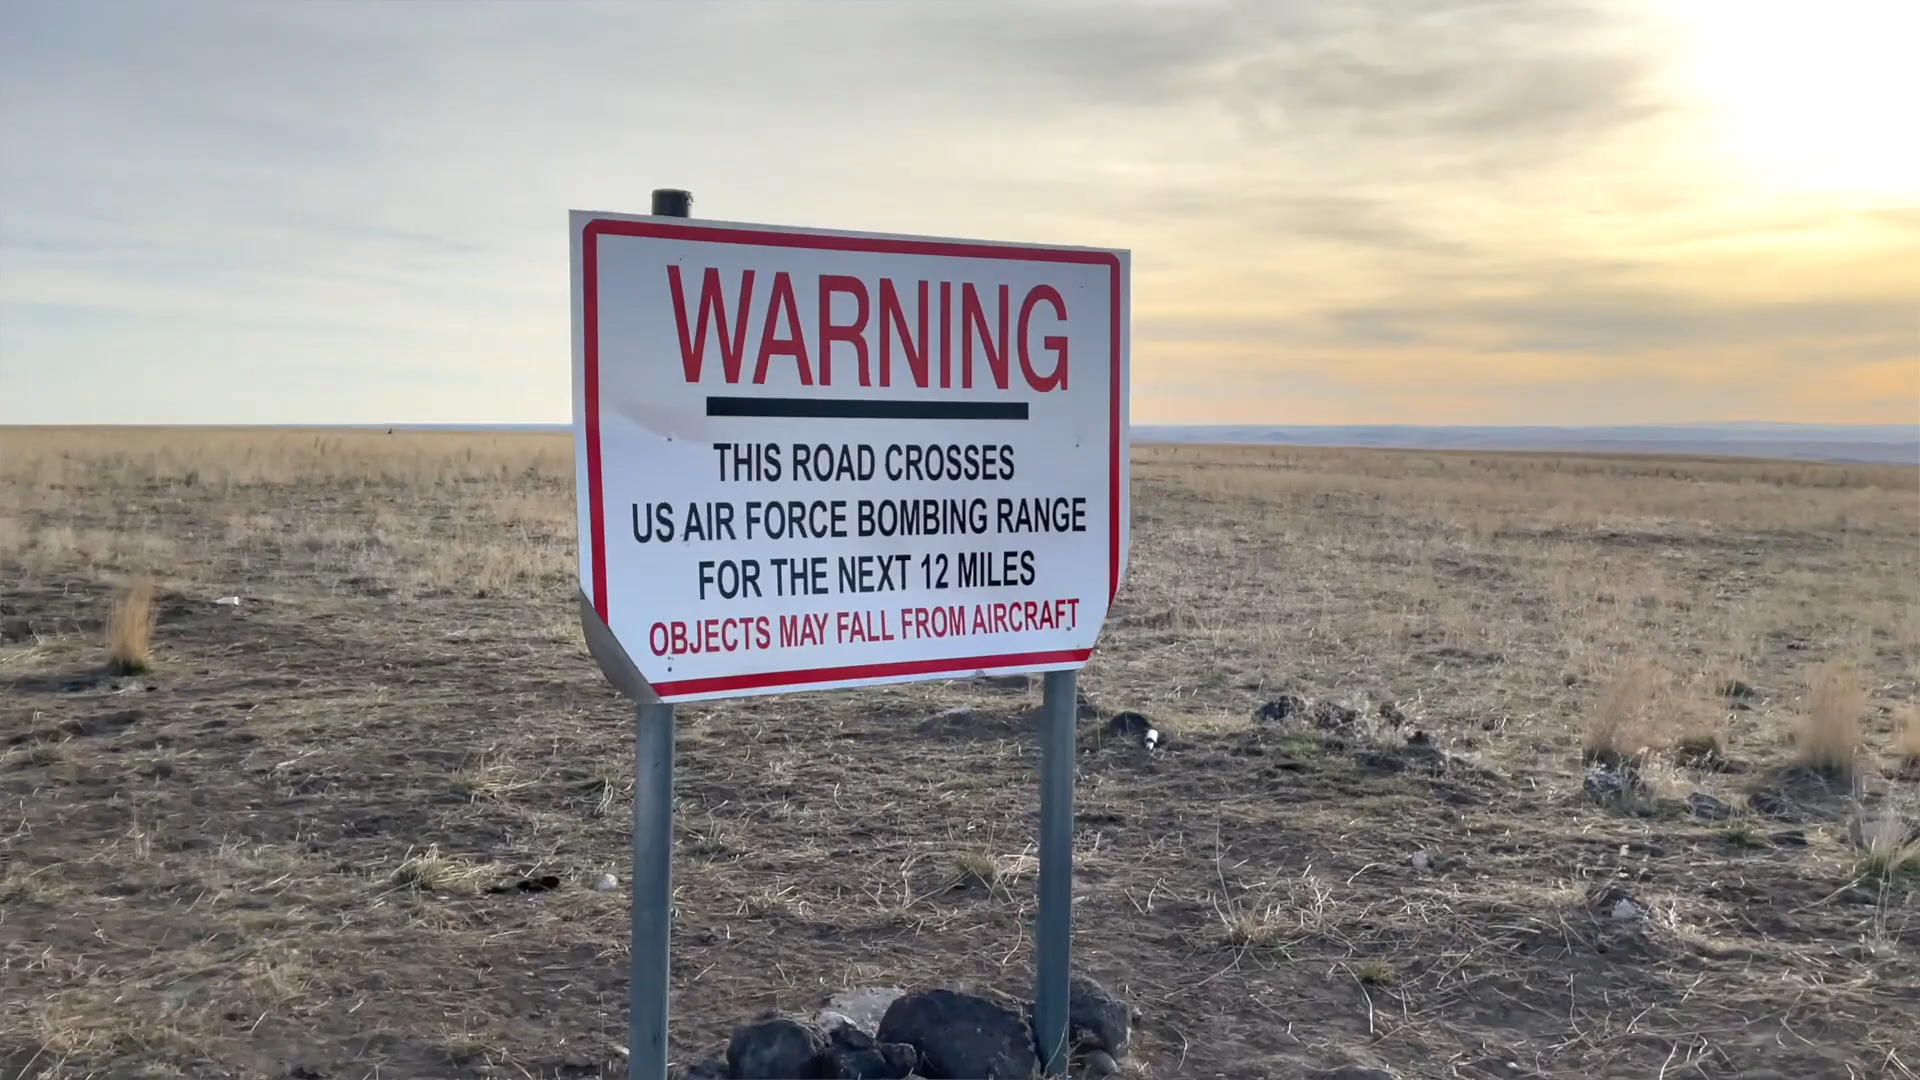 WARNING
THIS ROAD CROSSES
US AIR FORCE BOMBING RANGE
FOR THE NEXT 12 MILES
OBJECTS MAY FALL FROM AIRCRAFT